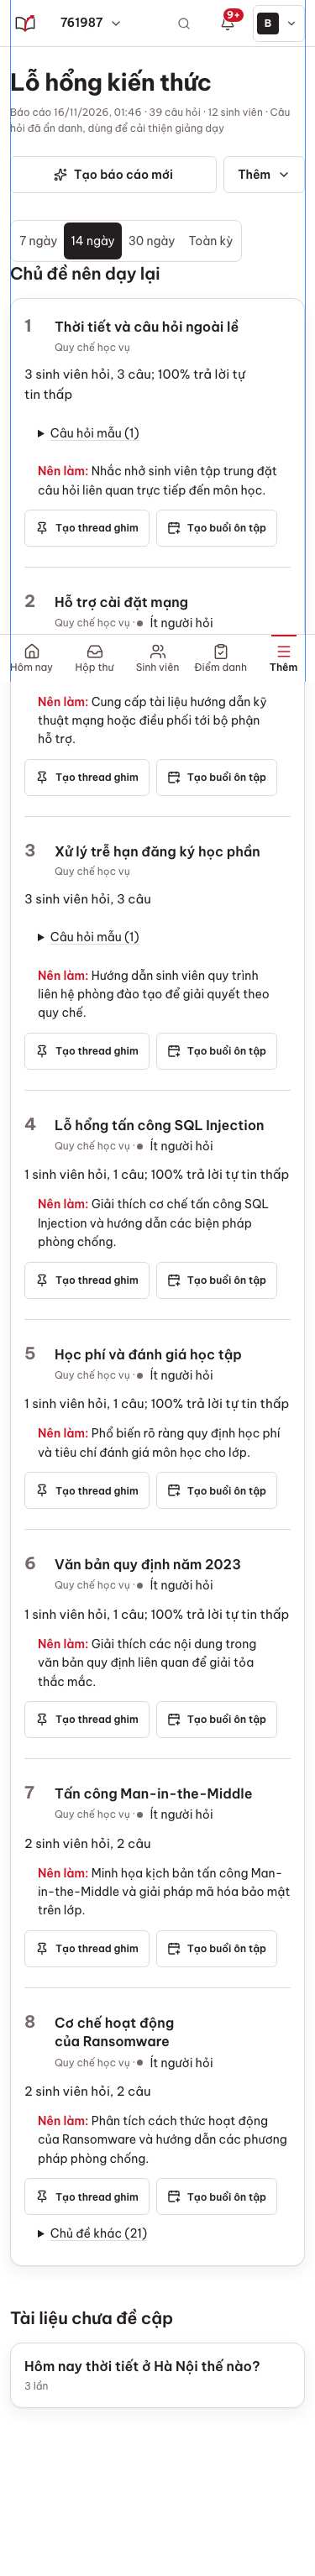 761987
9+
B
Lỗ hổng kiến thức
Báo cáo 16/11/2026, 01:46 · 39 câu hỏi · 12 sinh viên · Câu
hỏi đã ẩn danh, dùng để cải thiện giảng dạy
Tạo báo cáo mới
Thêm
7 ngày
14 ngày
30 ngày
Toàn kỳ
Chủ đề nên dạy lại
1 Thời tiết và câu hỏi ngoài lề
Quy chế học vụ
3 sinh viên hỏi, 3 câu; 100% trả lời tự
tin thấp
Câu hỏi mẫu (1)
Nên làm: Nhắc nhở sinh viên tập trung đặt
câu hỏi liên quan trực tiếp đến môn học.
Tạo thread ghim
Tạo buổi ôn tập
2 Hỗ trợ cài đặt mạng
Quy chế học vụ · Ít người hỏi
Hôm nay
Hộp thư
Sinh viên
Điểm danh
Thêm
Nên làm: Cung cấp tài liệu hướng dẫn kỹ
thuật mạng hoặc điều phối tới bộ phận
hỗ trợ.
Tạo thread ghim
Tạo buổi ôn tập
3 Xử lý trễ hạn đăng ký học phần
Quy chế học vụ
3 sinh viên hỏi, 3 câu
Câu hỏi mẫu (1)
Nên làm: Hướng dẫn sinh viên quy trình
liên hệ phòng đào tạo để giải quyết theo
quy chế.
Tạo thread ghim
Tạo buổi ôn tập
4 Lỗ hổng tấn công SQL Injection
Quy chế học vụ · Ít người hỏi
1 sinh viên hỏi, 1 câu; 100% trả lời tự tin thấp
Nên làm: Giải thích cơ chế tấn công SQL
Injection và hướng dẫn các biện pháp
phòng chống.
Tạo thread ghim
Tạo buổi ôn tập
5 Học phí và đánh giá học tập
Quy chế học vụ · Ít người hỏi
1 sinh viên hỏi, 1 câu; 100% trả lời tự tin thấp
Nên làm: Phổ biến rõ ràng quy định học phí
và tiêu chí đánh giá môn học cho lớp.
Tạo thread ghim
Tạo buổi ôn tập
6 Văn bản quy định năm 2023
Quy chế học vụ · Ít người hỏi
1 sinh viên hỏi, 1 câu; 100% trả lời tự tin thấp
Nên làm: Giải thích các nội dung trong
văn bản quy định liên quan để giải tỏa
thắc mắc.
Tạo thread ghim
Tạo buổi ôn tập
7 Tấn công Man-in-the-Middle
Quy chế học vụ · Ít người hỏi
2 sinh viên hỏi, 2 câu
Nên làm: Minh họa kịch bản tấn công Man-
in-the-Middle và giải pháp mã hóa bảo mật
trên lớp.
Tạo thread ghim
Tạo buổi ôn tập
8 Cơ chế hoạt động
của Ransomware
Quy chế học vụ · Ít người hỏi
2 sinh viên hỏi, 2 câu
Nên làm: Phân tích cách thức hoạt động
của Ransomware và hướng dẫn các phương
pháp phòng chống.
Tạo thread ghim
Tạo buổi ôn tập
Chủ đề khác (21)
Tài liệu chưa đề cập
Hôm nay thời tiết ở Hà Nội thế nào?
3 lần